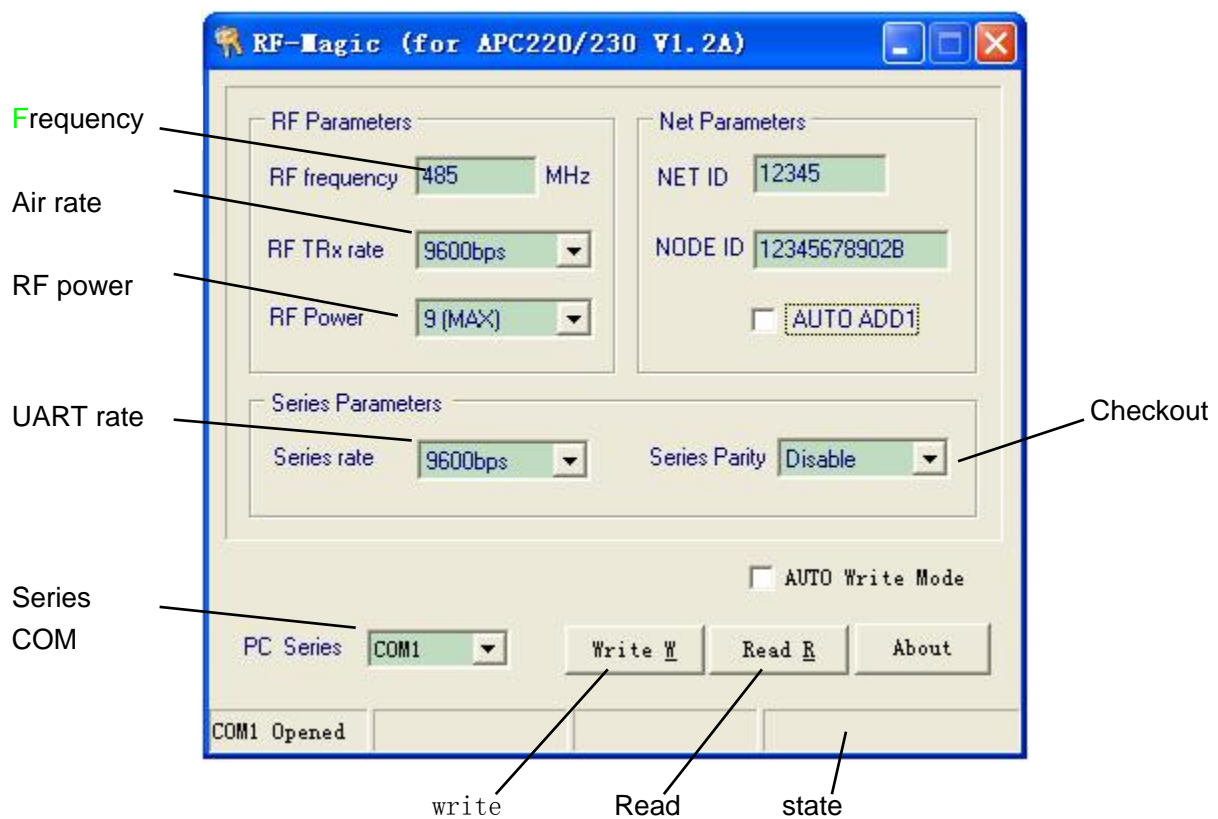 RF-Magic (for APC220/230 V1.2A)
Frequency
RF Parameters
Net Parameters
RF frequency 485 MHz
NET ID 12345
Air rate
RF TRx rate 9600bps
NODE ID 12345678902B
RF power
RF Power 9 (MAX)
AUTO ADD1
UART rate
Series Parameters
Checkout
Series rate 9600bps
Series Parity Disable
AUTO Write Mode
Series
COM
PC Series COM1
Write W
Read R
About
COM1 Opened
write
Read
state